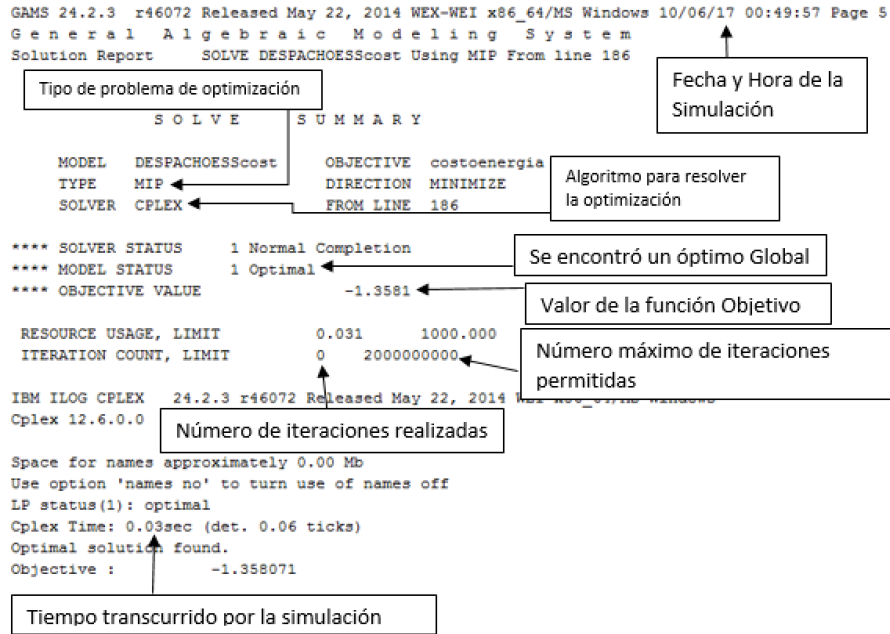 GAMS 24.2.3 r46072 Released May 22, 2014 WEX-WEI x86_64/MS Windows 10/06/17 00:49:57 Page 5
G e n e r a l   A l g e b r a i c   M o d e l i n g   S y s t e m
Solution Report SOLVE DESPACHOESScost Using MIP From line 186
Tipo de problema de optimización
Fecha y Hora de la
Simulación
S O L V E   S U M M A R Y
MODEL DESPACHOESScost OBJECTIVE costoenergia
TYPE MIP DIRECTION MINIMIZE
SOLVER CPLEX FROM LINE 186
Algoritmo para resolver
la optimización
**** SOLVER STATUS 1 Normal Completion
**** MODEL STATUS 1 Optimal
**** OBJECTIVE VALUE -1.3581
Se encontró un óptimo Global
Valor de la función Objetivo
RESOURCE USAGE, LIMIT 0.031 1000.000
ITERATION COUNT, LIMIT 0 2000000000
Número máximo de iteraciones
permitidas
IBM ILOG CPLEX 24.2.3 r46072 Released May 22, 2014
Cplex 12.6.0.0
Número de iteraciones realizadas
Space for names approximately 0.00 Mb
Use option 'names no' to turn use of names off
LP status(1): optimal
Cplex Time: 0.03sec (det. 0.06 ticks)
Optimal solution found.
Objective : -1.358071
Tiempo transcurrido por la simulación